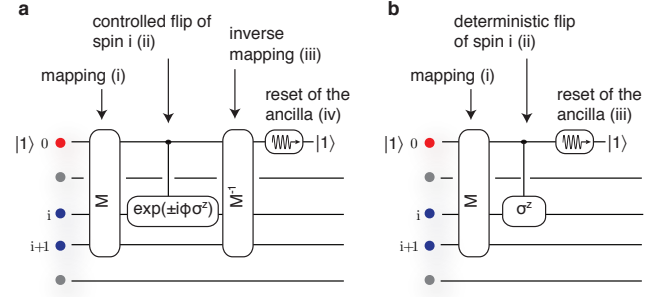 a
controlled flip of
spin i (ii)
inverse
mapping (iii)
mapping (i)
reset of the
ancilla (iv)
|1⟩ 0
|1⟩
M
M⁻¹
i
exp(±iϕσᶻ)
i+1
b
deterministic flip
of spin i (ii)
mapping (i)
reset of the
ancilla (iii)
|1⟩ 0
|1⟩
M
i
σᶻ
i+1